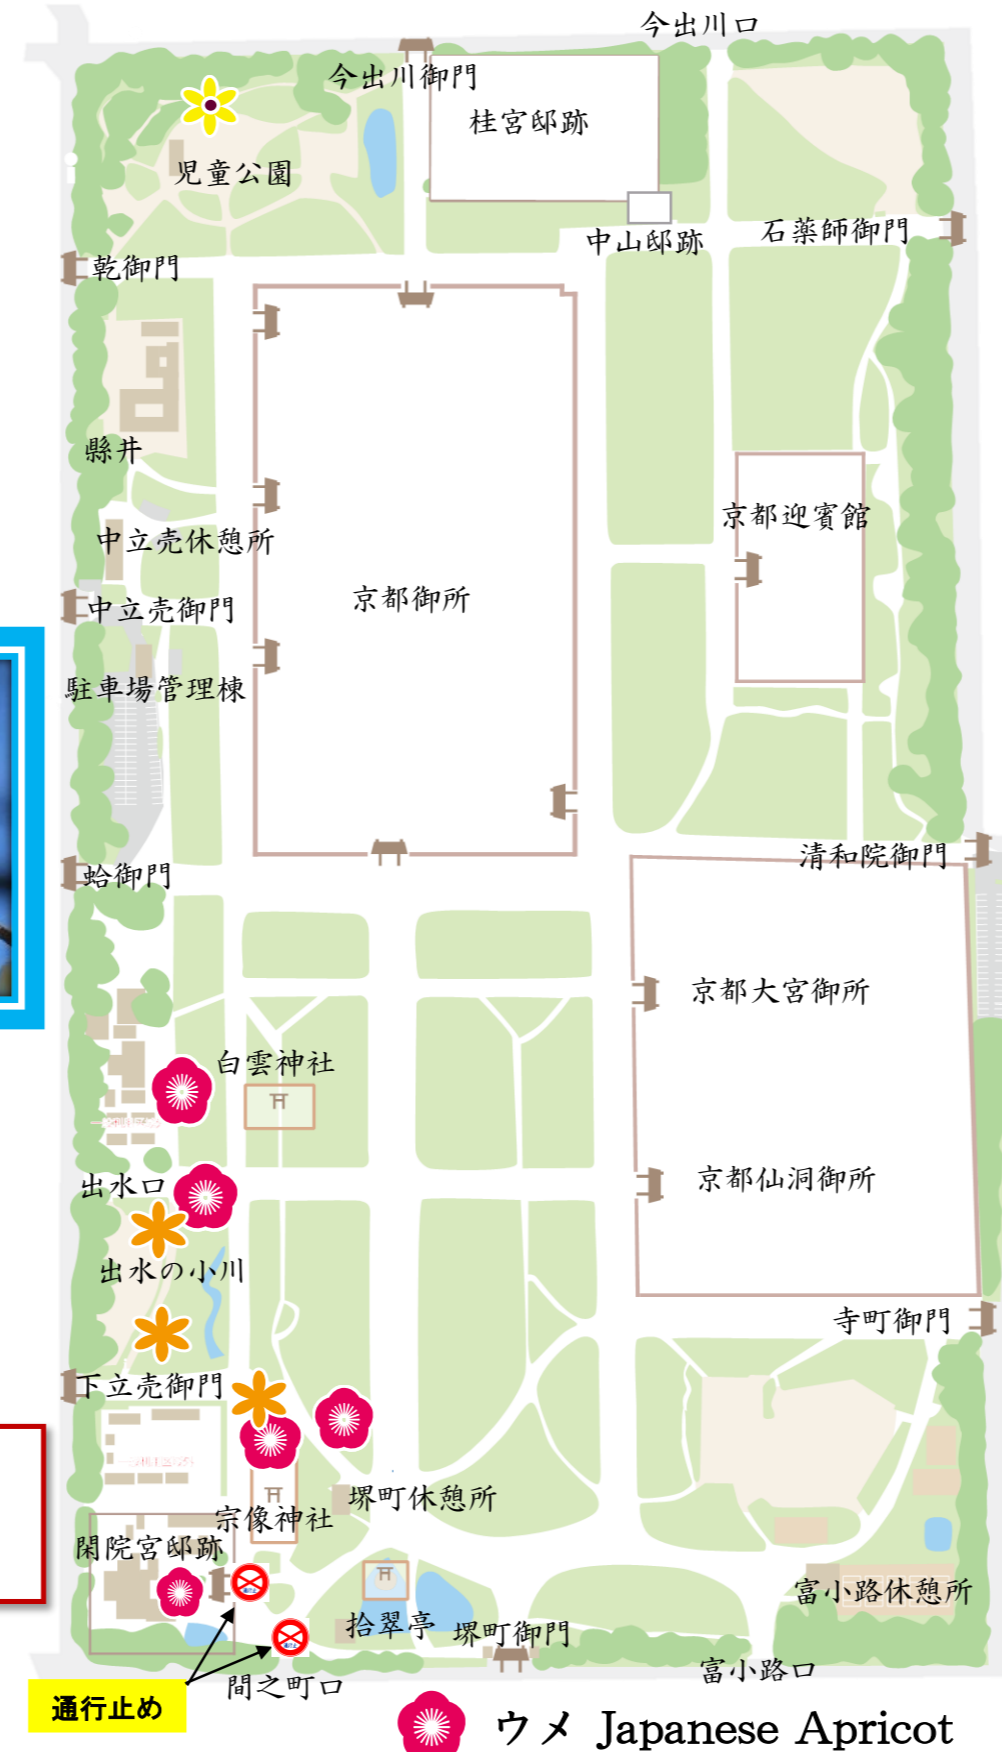 今出川口
今出川御門
桂宮邸跡
児童公園
中山邸跡
石薬師御門
乾御門
縣井
京都迎賓館
中立売休憩所
京都御所
中立売御門
駐車場管理棟
清和院御門
蛤御門
京都大宮御所
白雲神社
出水口
京都仙洞御所
出水の小川
寺町御門
下立売御門
堺町休憩所
宗像神社
閑院宮邸跡
富小路休憩所
拾翠亭
堺町御門
富小路口
間之町口
通行止め
ウメ Japanese Apricot